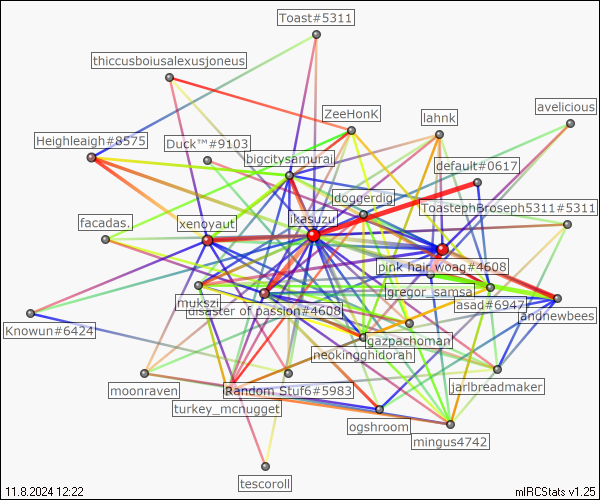 Toast#5311
thiccusboiusalexusjoneus
avelicious
ZeeHonK
lahnk
Heighleaigh#8575
Duck™#9103
bigcitysamurai
default#0617
doggerdig
ToastephBroseph5311#5311
facadas.
xenoyaut
ikasuzu
pink hair woag#4608
gregor_samsa
mukszi
disaster of passion#4608
asad#6947
andnewbees
Knowun#6424
gazpachoman
neokingghidorah
moonraven
Random Stuf6#5983
jarlbreadmaker
turkey_mcnugget
ogshroom
mingus4742
tescoroll
11.8.2024 12:22
mIRCStats v1.25